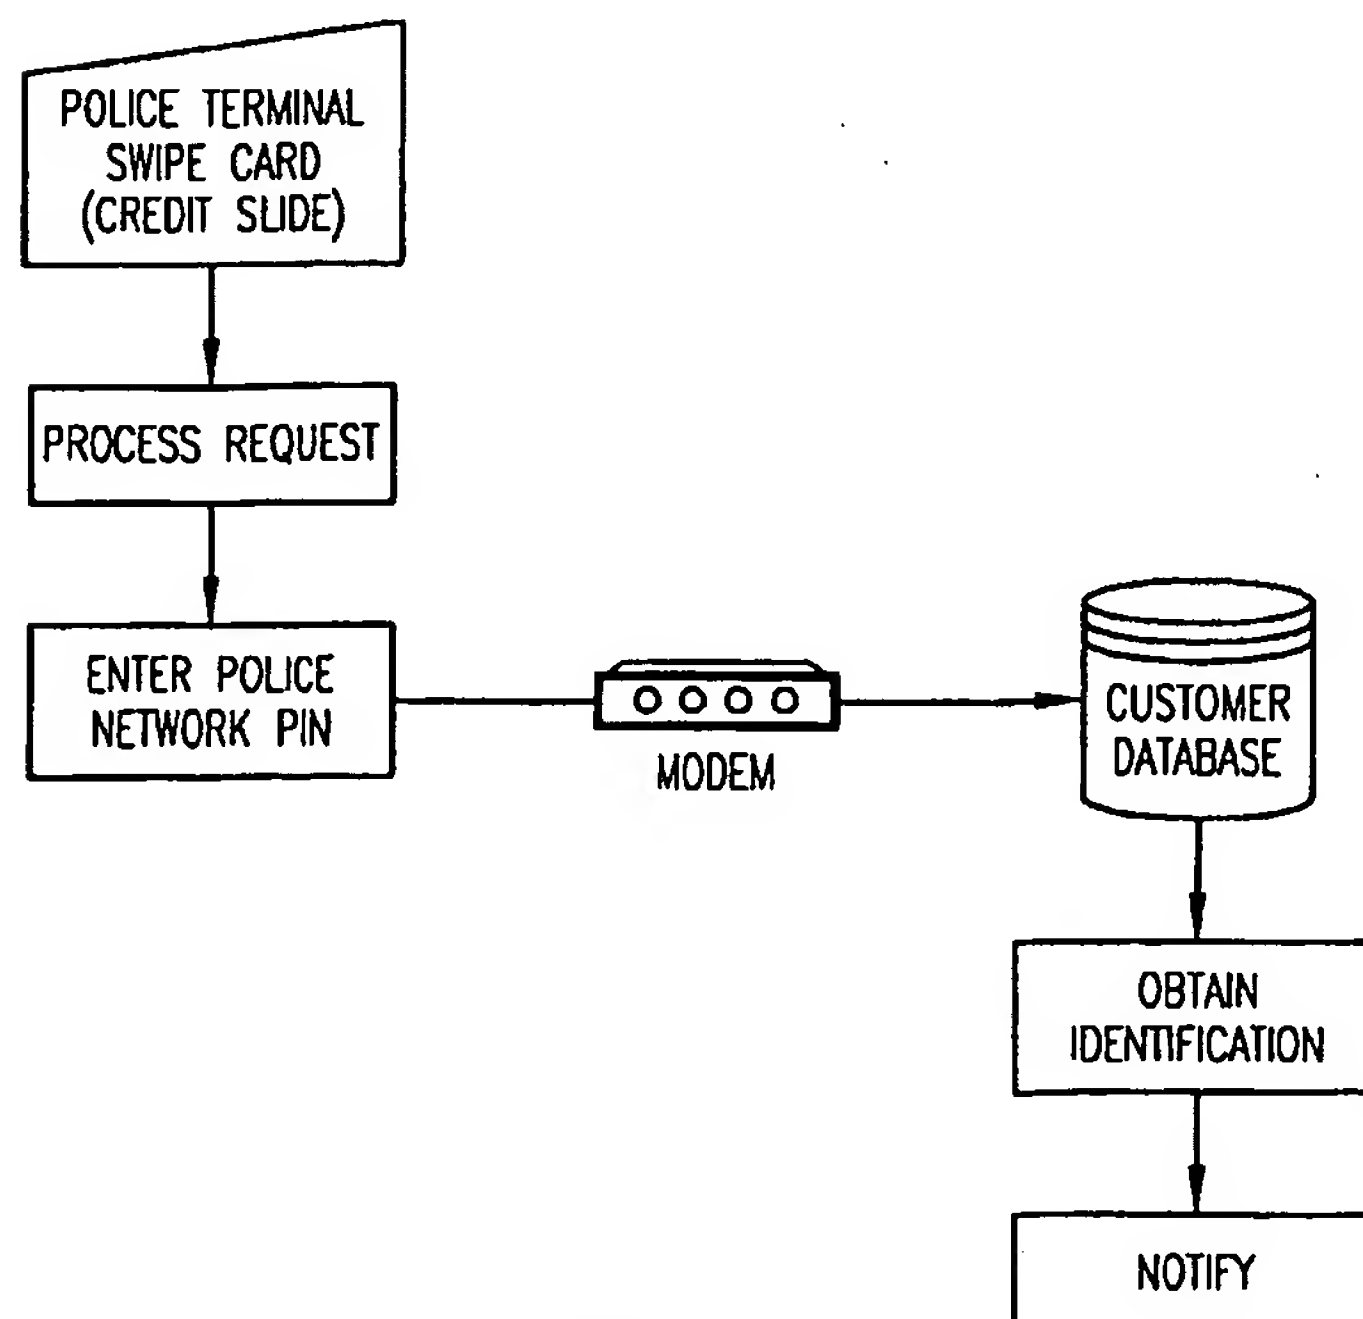 POLICE TERMINAL
SWIPE CARD
(CREDIT SLIDE)
PROCESS REQUEST
ENTER POLICE
NETWORK PIN
MODEM
CUSTOMER
DATABASE
OBTAIN
IDENTIFICATION
NOTIFY